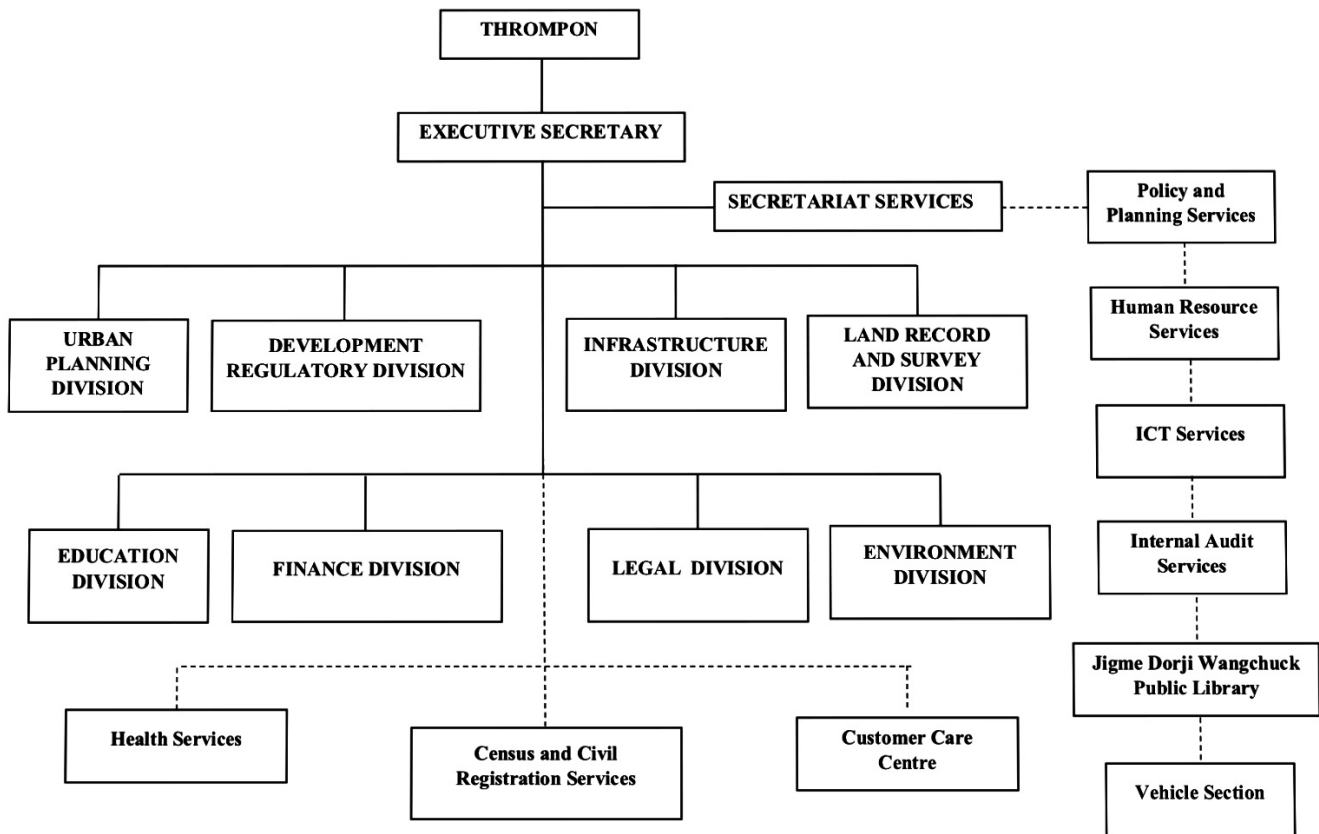 THROMPON
EXECUTIVE SECRETARY
SECRETARIAT SERVICES
Policy and
Planning Services
Human Resource
Services
ICT Services
Internal Audit
Services
Jigme Dorji Wangchuck
Public Library
Vehicle Section
URBAN
PLANNING
DIVISION
DEVELOPMENT
REGULATORY DIVISION
INFRASTRUCTURE
DIVISION
LAND RECORD
AND SURVEY
DIVISION
EDUCATION
DIVISION
FINANCE DIVISION
LEGAL DIVISION
ENVIRONMENT
DIVISION
Health Services
Census and Civil
Registration Services
Customer Care
Centre